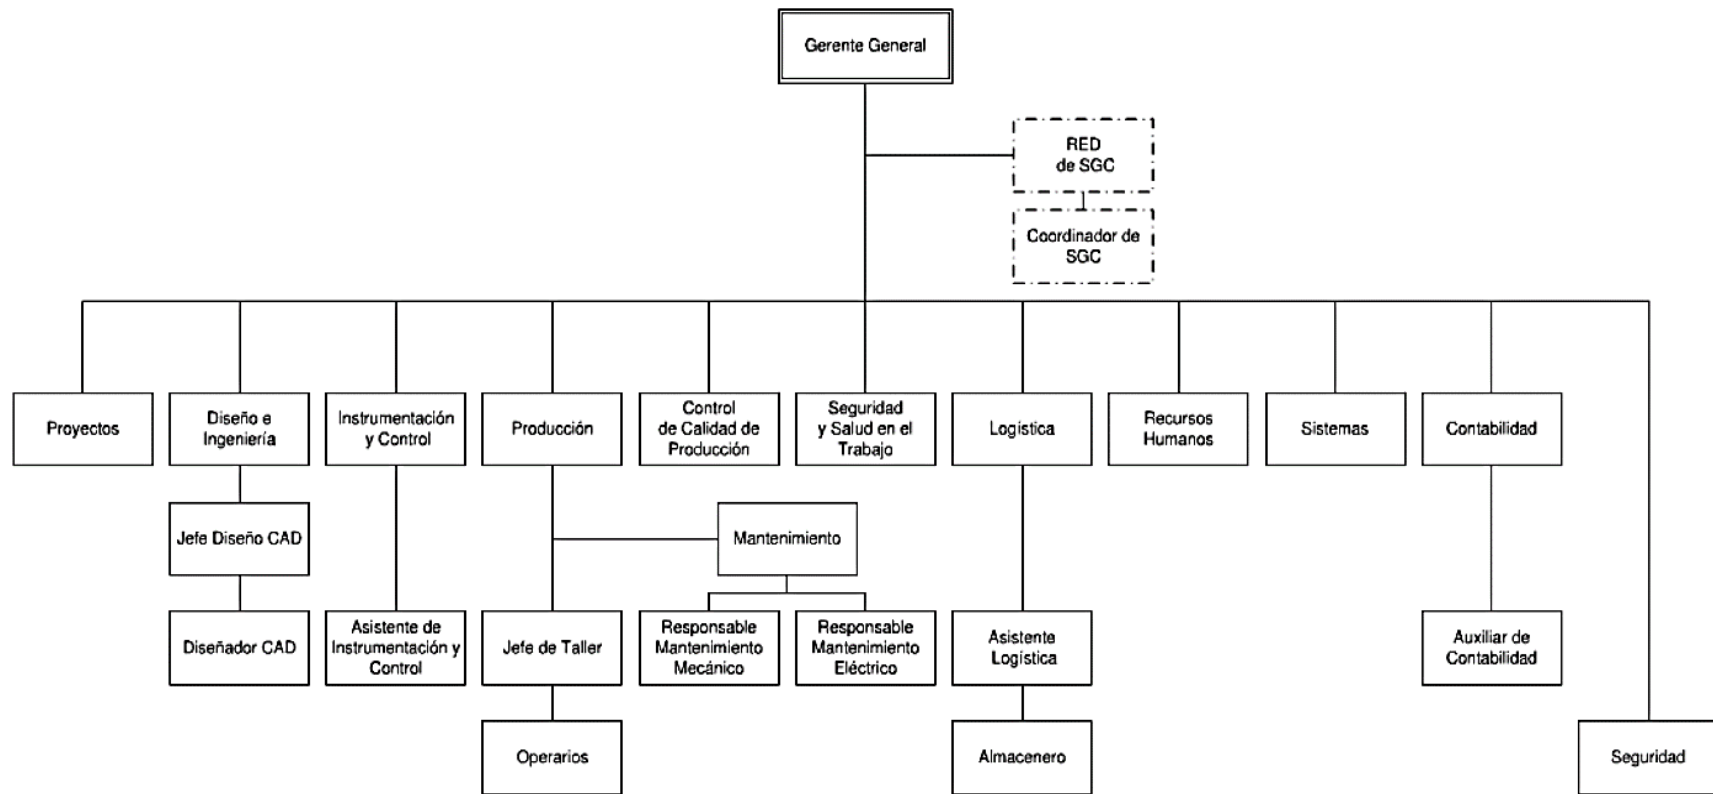 Gerente General
RED
de SGC
Coordinador de
SGC
Proyectos
Diseño e
Ingeniería
Instrumentación
y Control
Producción
Control
de Calidad de
Producción
Seguridad
y Salud en el
Trabajo
Logística
Recursos
Humanos
Sistemas
Contabilidad
Jefe Diseño CAD
Mantenimiento
Diseñador CAD
Asistente de
Instrumentación y
Control
Jefe de Taller
Responsable
Mantenimiento
Mecánico
Responsable
Mantenimiento
Eléctrico
Asistente
Logística
Auxiliar de
Contabilidad
Operarios
Almacenero
Seguridad